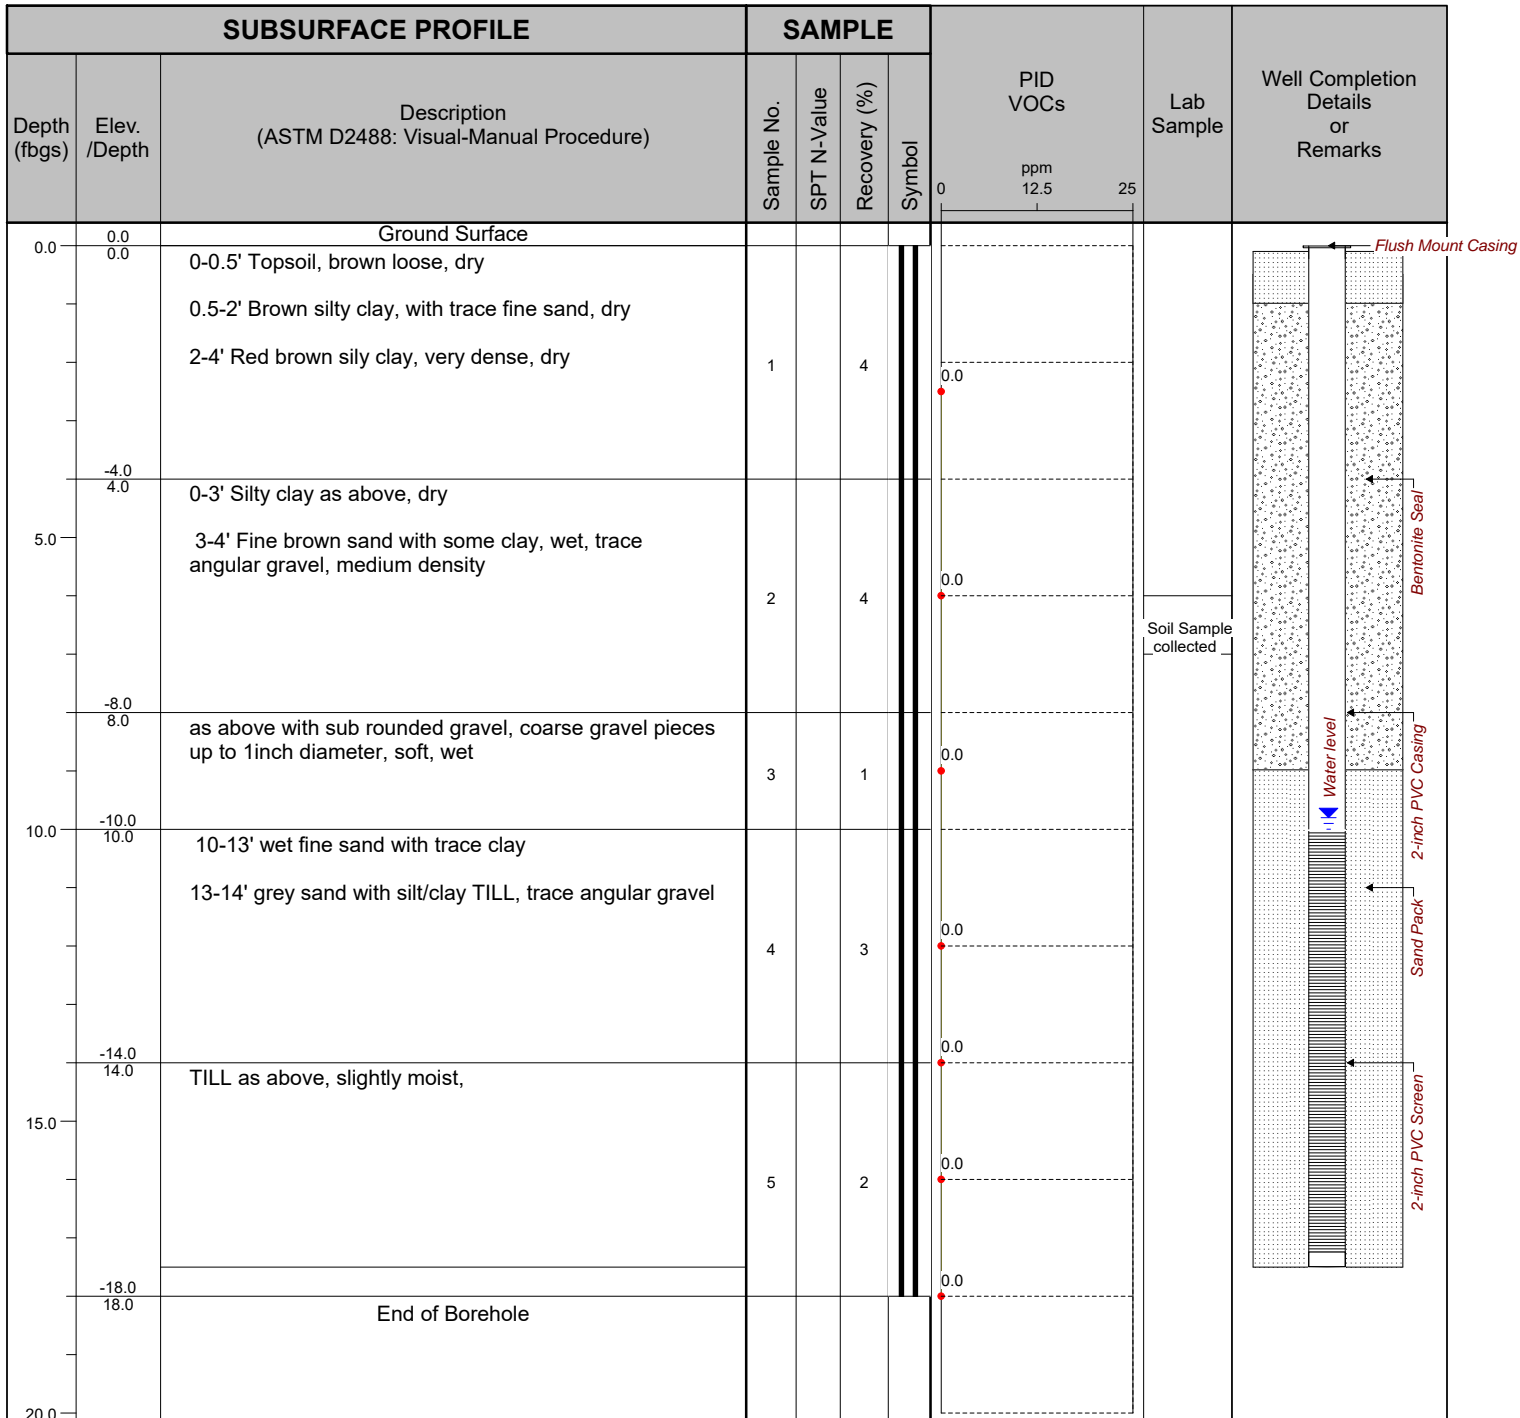 SUBSURFACE PROFILE
SAMPLE
Depth
(fbgs)
Elev.
/Depth
Description
(ASTM D2488: Visual-Manual Procedure)
Sample No.
SPT N-Value
Recovery (%)
Symbol
PID
VOCs
ppm
0 12.5 25
Lab
Sample
Well Completion
Details
or
Remarks
0.0
0.0
0.0
Ground Surface
Flush Mount Casing
0-0.5' Topsoil, brown loose, dry
0.5-2' Brown silty clay, with trace fine sand, dry
2-4' Red brown sily clay, very dense, dry
1
4
0.0
-4.0
4.0
0-3' Silty clay as above, dry
5.0
3-4' Fine brown sand with some clay, wet, trace
angular gravel, medium density
2
4
0.0
Soil Sample
collected
Bentonite Seal
-8.0
8.0
as above with sub rounded gravel, coarse gravel pieces
up to 1inch diameter, soft, wet
3
1
0.0
Water level
2-inch PVC Casing
10.0
-10.0
10.0
10-13' wet fine sand with trace clay
13-14' grey sand with silt/clay TILL, trace angular gravel
4
3
0.0
Sand Pack
-14.0
14.0
0.0
TILL as above, slightly moist,
15.0
5
2
0.0
2-inch PVC Screen
-18.0
18.0
0.0
End of Borehole
20.0